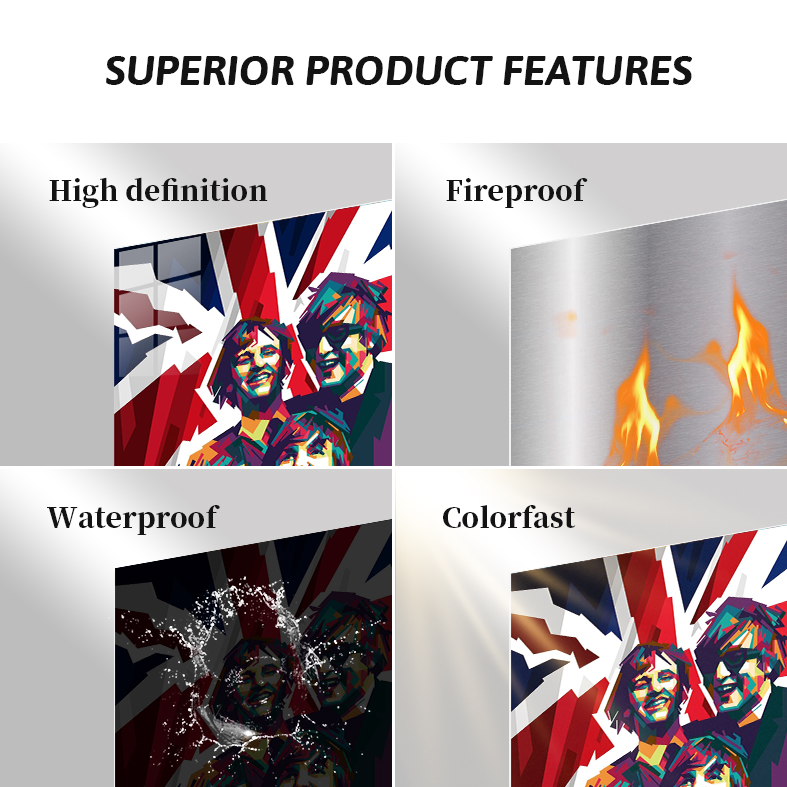 SUPERIOR PRODUCT FEATURES
High definition
Fireproof
Waterproof
Colorfast